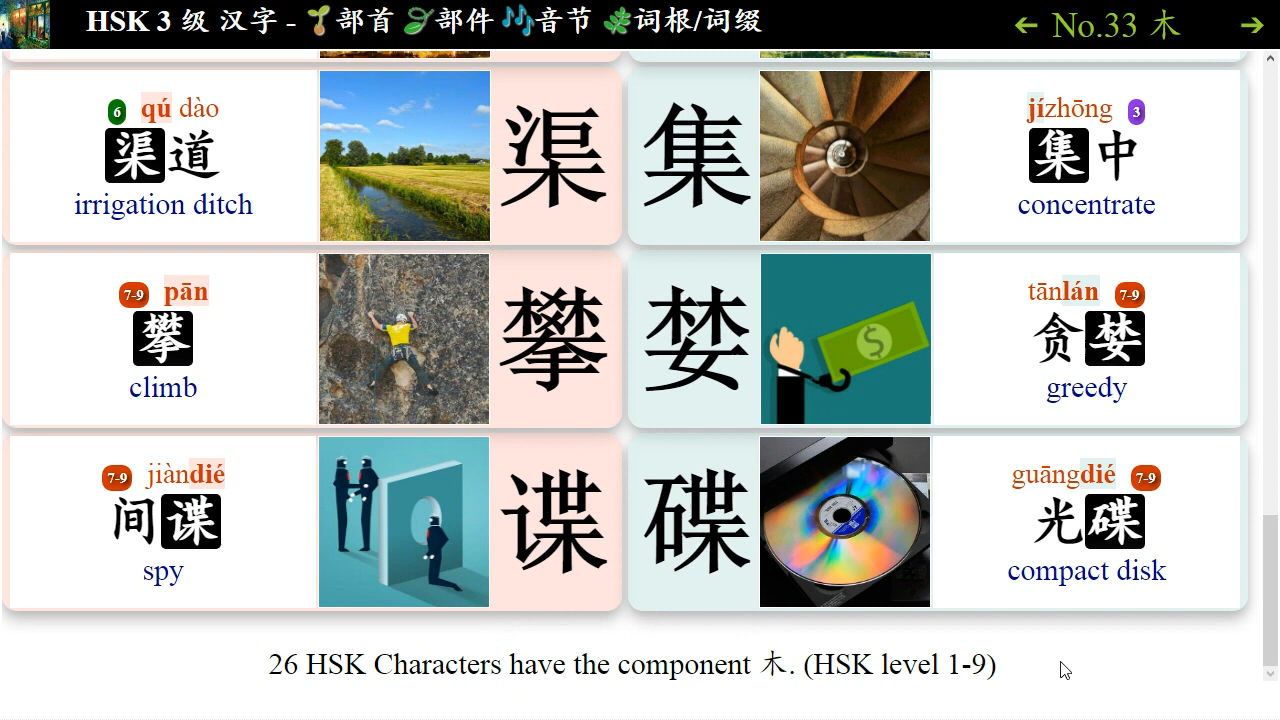 HSK 3 级 汉字 - 部首 部件 音节 词根/词缀
No.33 木
6 qú dào
渠道
irrigation ditch
渠
集
jízhōng 3
集中
concentrate
7-9 pān
攀
climb
攀
婪
tānlán 7-9
贪婪
greedy
7-9 jiàndié
间谍
spy
谍
碟
guāngdié 7-9
光碟
compact disk
26 HSK Characters have the component 木. (HSK level 1-9)